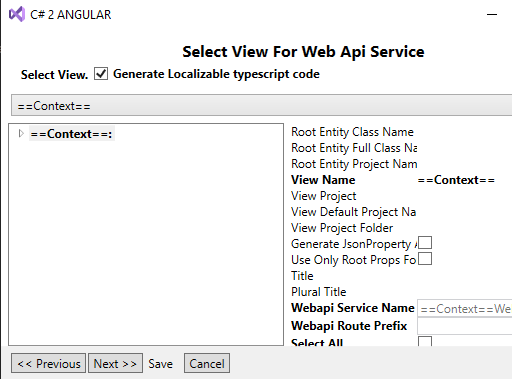 C# 2 ANGULAR
Select View For Web Api Service
Select View. Generate Localizable typescript code
==Context==
==Context==:
Root Entity Class Name
Root Entity Full Class Na
Root Entity Project Nam
View Name ==Context==
View Project
View Default Project Na
View Project Folder
Generate JsonProperty A
Use Only Root Props Fo
Title
Plural Title
Webapi Service Name ==Context==We
Webapi Route Prefix
Select All
<< Previous Next >> Save Cancel